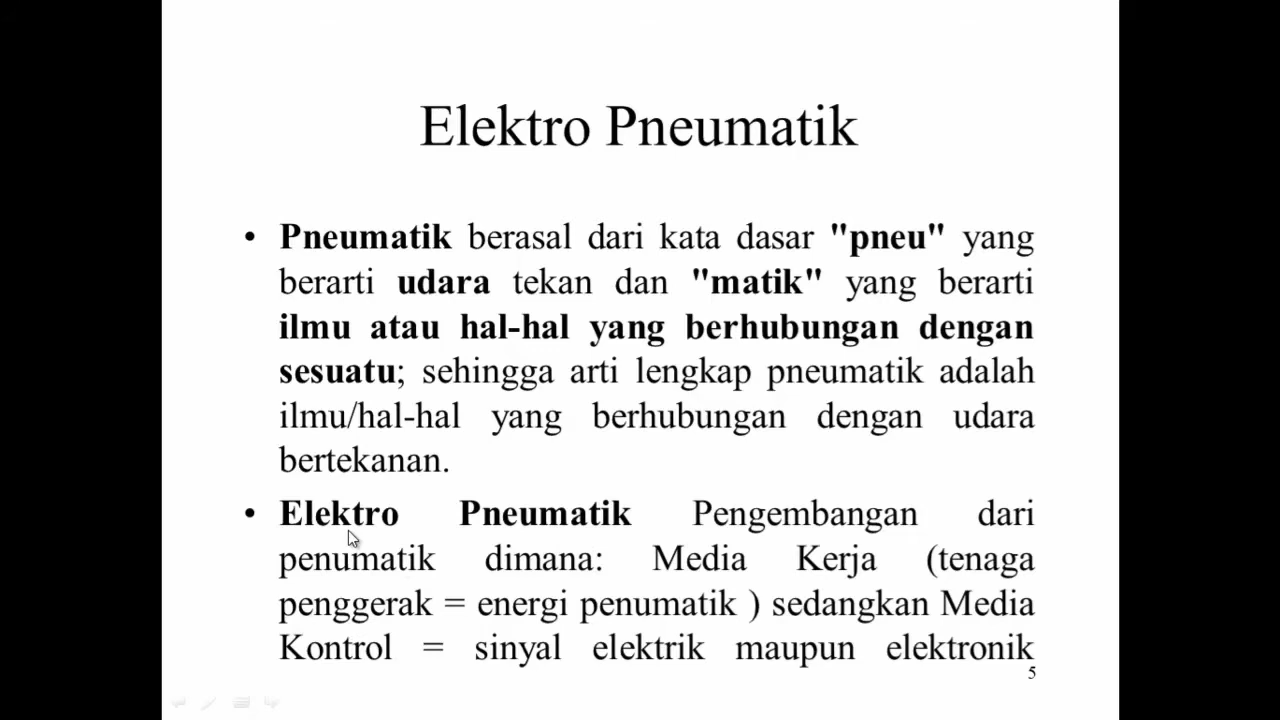 Elektro Pneumatik
• Pneumatik berasal dari kata dasar "pneu" yang
berarti udara tekan dan "matik" yang berarti
ilmu atau hal-hal yang berhubungan dengan
sesuatu; sehingga arti lengkap pneumatik adalah
ilmu/hal-hal yang berhubungan dengan udara
bertekanan.
• Elektro Pneumatik Pengembangan dari
penumatik dimana: Media Kerja (tenaga
penggerak = energi penumatik ) sedangkan Media
Kontrol = sinyal elektrik maupun elektronik
5